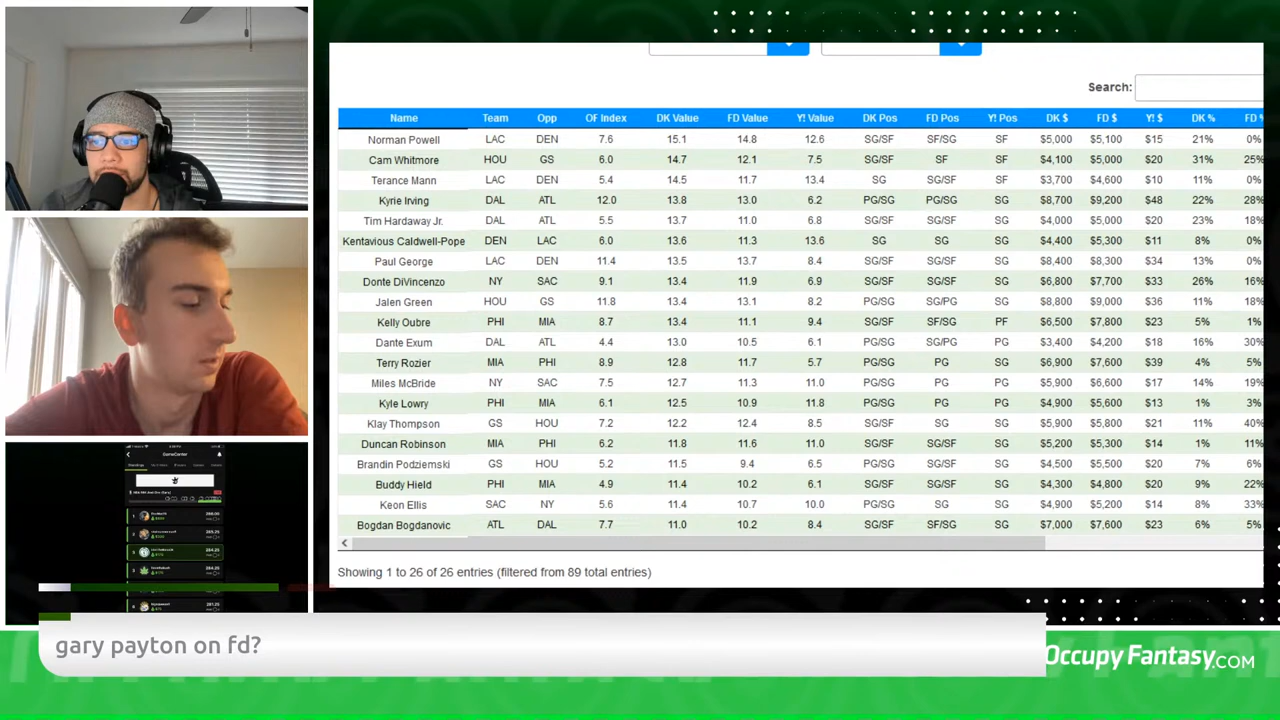 Search:
Name Team Opp OF Index DK Value FD Value Y! Value DK Pos FD Pos Y! Pos DK $ FD $ Y! $ DK %
Norman Powell LAC DEN 7.6 15.1 14.8 12.6 SG/SF SF/SG SF $5,000 $5,100 $15 21% 0%
Cam Whitmore HOU GS 6.0 14.7 12.1 7.5 SG/SF SF SF $4,100 $5,000 $20 31% 25%
Terance Mann LAC DEN 5.4 14.5 11.7 13.4 SG SG/SF SF $3,700 $4,600 $10 11% 0%
Kyrie Irving DAL ATL 12.0 13.8 13.0 6.2 PG/SG PG/SG SG $8,700 $9,200 $48 22% 28%
Tim Hardaway Jr. DAL ATL 5.5 13.7 11.0 6.8 SG/SF SG/SF SG $4,000 $5,000 $20 23% 18%
Kentavious Caldwell-Pope DEN LAC 6.0 13.6 11.3 13.6 SG SG SG $4,400 $5,300 $11 8% 0%
Paul George LAC DEN 11.4 13.5 13.7 8.4 SG/SF SG/SF SG $8,400 $8,300 $34 13% 0%
Donte DiVincenzo NY SAC 9.1 13.4 11.9 6.9 SG/SF SG SG $6,800 $7,700 $33 26% 16%
Jalen Green HOU GS 11.8 13.4 13.1 8.2 PG/SG SG/PG SG $8,800 $9,000 $36 11% 18%
Kelly Oubre PHI MIA 8.7 13.4 11.1 9.4 SG/SF SF/SG PF $6,500 $7,800 $23 5% 1%
Dante Exum DAL ATL 4.4 13.0 10.5 6.1 PG/SG SG/PG PG $3,400 $4,200 $18 16% 30%
Terry Rozier MIA PHI 8.9 12.8 11.7 5.7 PG/SG PG/SG PG $6,900 $7,600 $39 4% 5%
Miles McBride NY SAC 7.5 12.7 11.3 11.0 PG/SG PG PG $5,900 $6,600 $17 14% 19%
Kyle Lowry PHI MIA 6.1 12.5 10.9 11.8 PG/SG PG PG $4,900 $5,600 $13 1% 3%
Klay Thompson GS HOU 7.2 12.2 12.4 8.5 SG/SF SG SG $5,900 $5,800 $21 11% 40%
Duncan Robinson MIA PHI 6.2 11.8 11.6 11.0 SG/SF SG/SF SG $5,200 $5,300 $14 1% 11%
Brandin Podziemski GS HOU 5.2 11.5 9.4 6.5 PG/SG SG/SF SG $4,500 $5,500 $20 7% 6%
Buddy Hield PHI MIA 4.9 11.4 10.2 6.1 SG/SF SG/SF SG $4,300 $4,800 $20 9% 22%
Keon Ellis SAC NY 5.6 11.4 10.0 10.2 PG/SG SG SG $4,900 $5,200 $14 8% 33%
Bogdan Bogdanovic ATL DAL 7.7 11.0 10.2 8.4 SG/SF SF/SG SG $7,000 $7,600 $23 6% 5%
Showing 1 to 26 of 26 entries (filtered from 89 total entries)
GameCenter
gary payton on fd?
Occupy Fantasy.COM